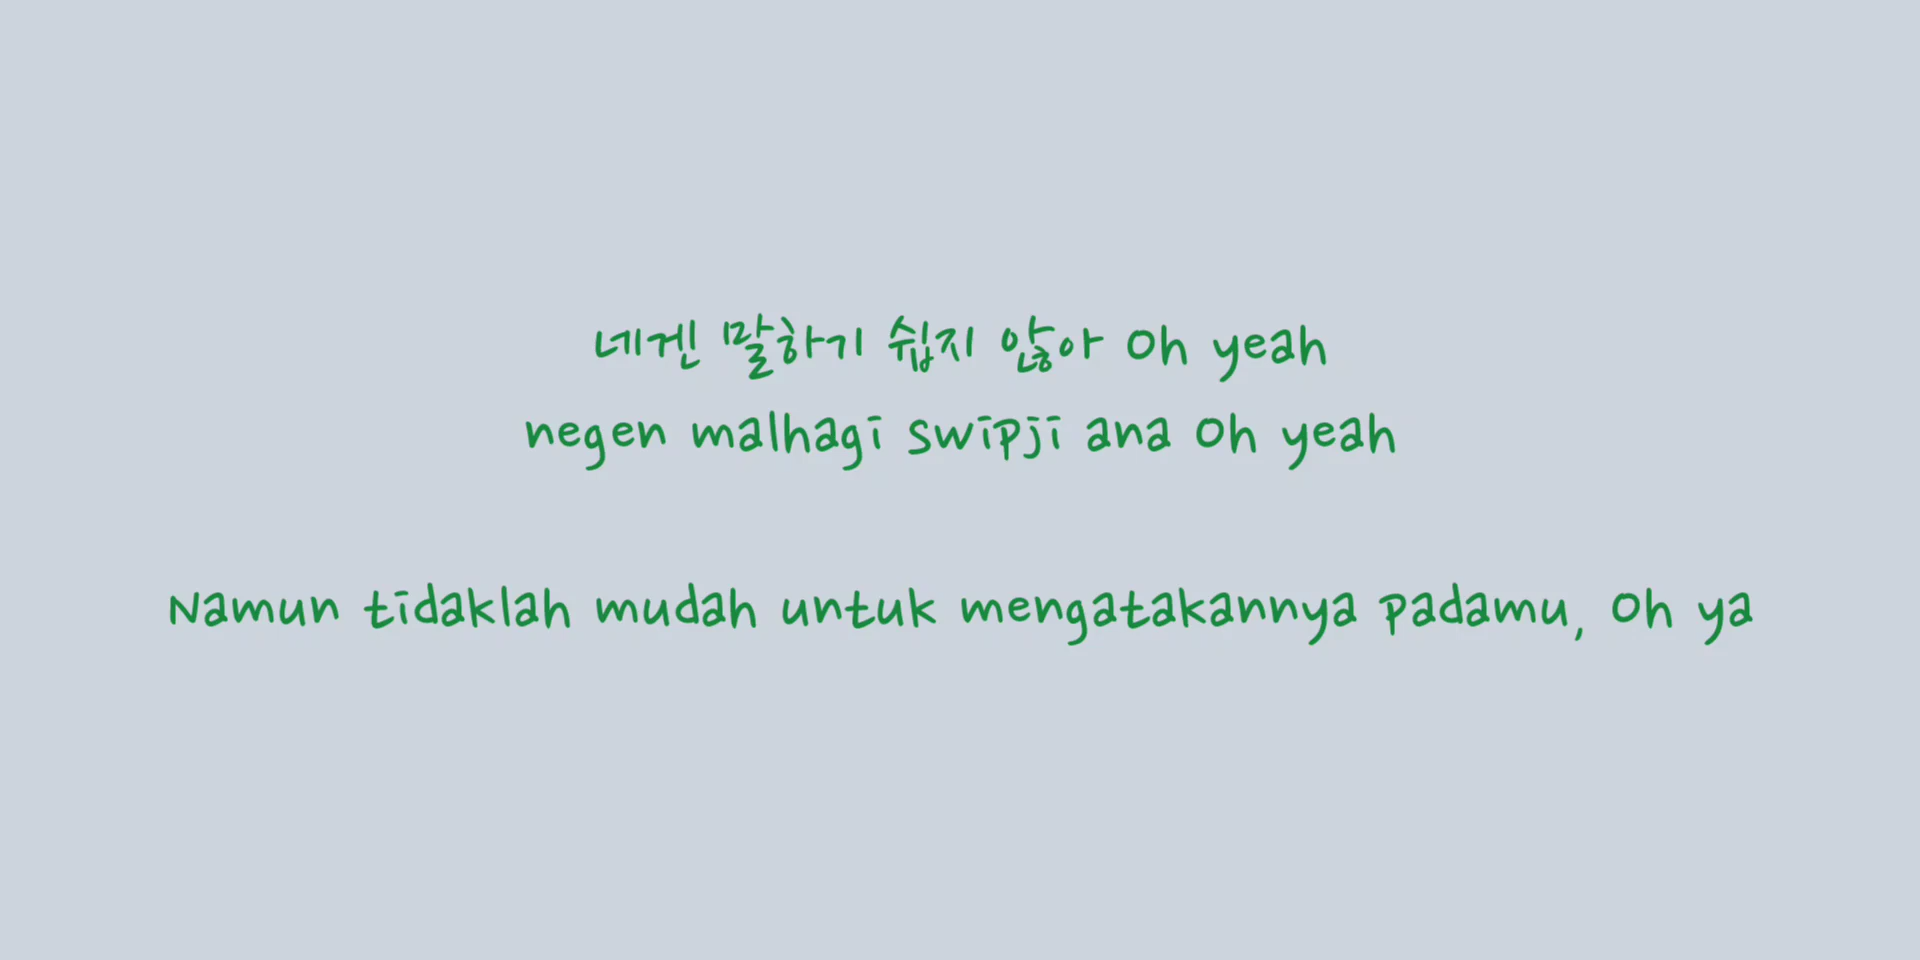 네겐 말하기 쉽지 않아 Oh yeah
negen malhagi swipji ana Oh yeah
Namun tidaklah mudah untuk mengatakannya padamu, Oh ya